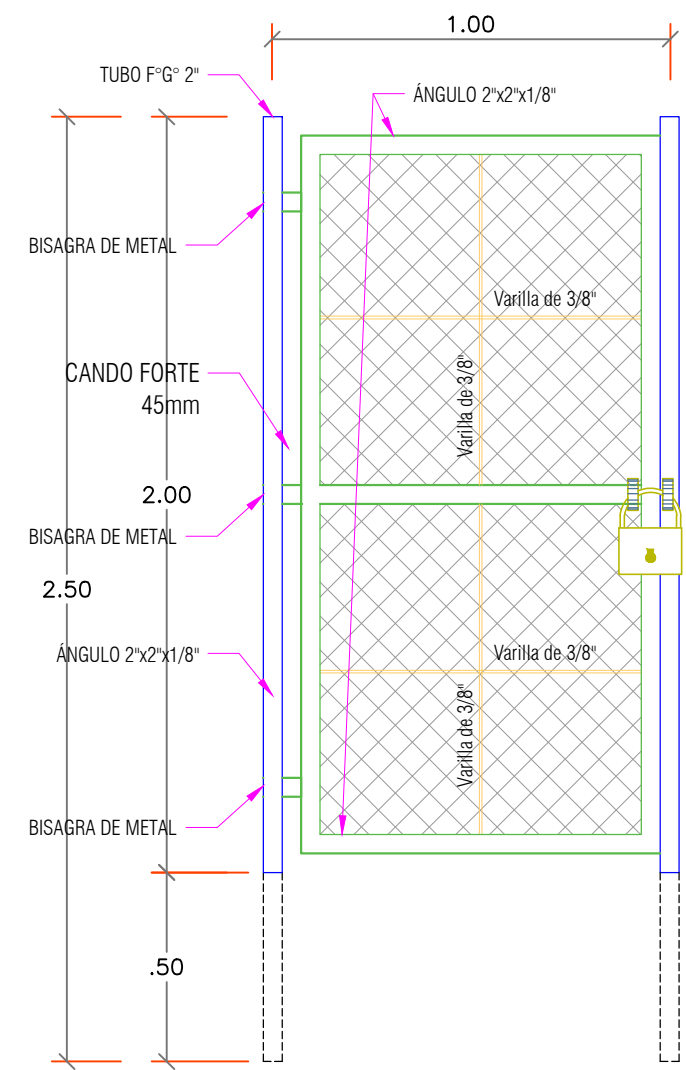 1.00
TUBO F°G° 2"
ÁNGULO 2"x2"x1/8"
BISAGRA DE METAL
Varilla de 3/8"
Varilla de 3/8"
CANDO FORTE
45mm
2.00
BISAGRA DE METAL
2.50
ÁNGULO 2"x2"x1/8"
Varilla de 3/8"
Varilla de 3/8"
BISAGRA DE METAL
.50